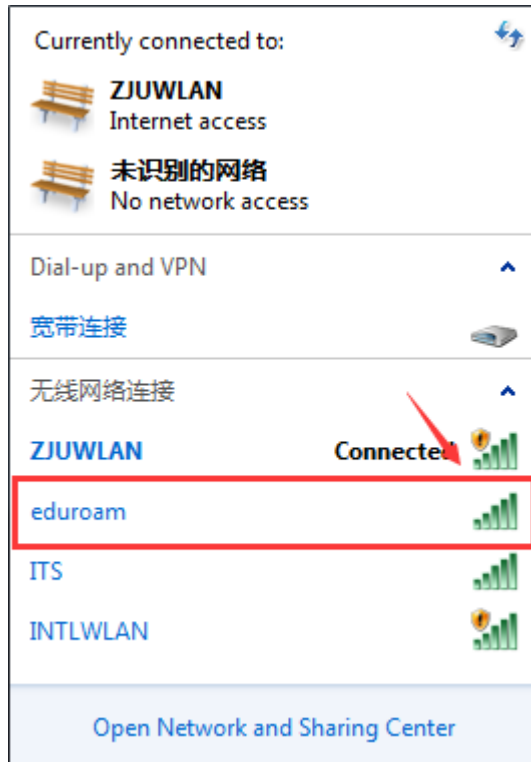 Currently connected to:
ZJUWLAN
Internet access
未识别的网络
No network access
Dial-up and VPN
宽带连接
无线网络连接
ZJUWLAN Connected
eduroam
ITS
INTLWLAN
Open Network and Sharing Center